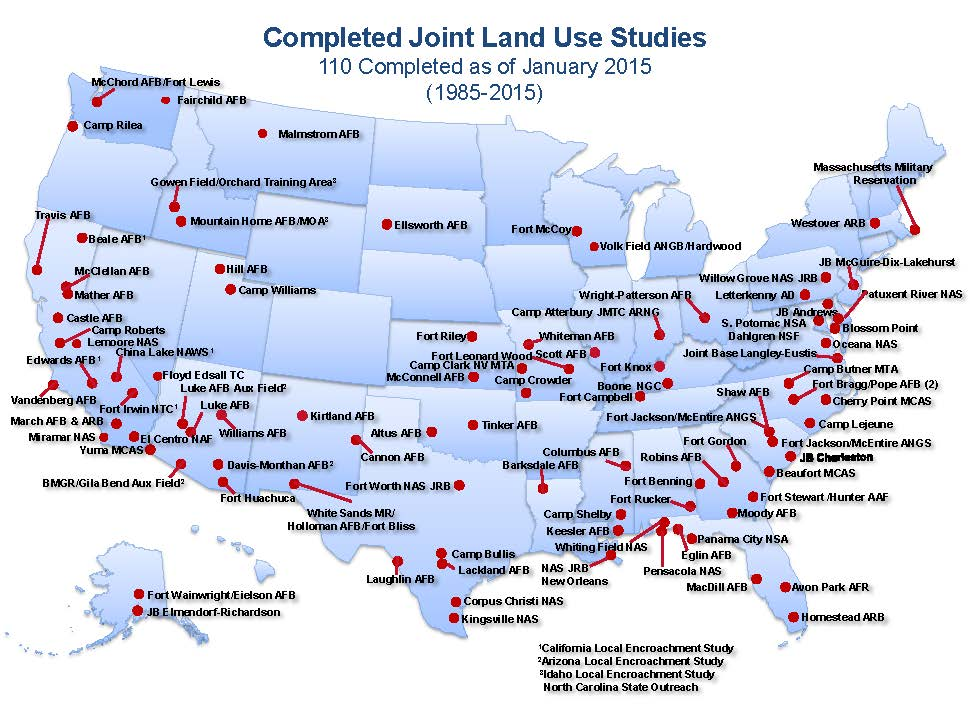 Completed Joint Land Use Studies
110 Completed as of January 2015
(1985-2015)
McChord AFB/Fort Lewis
Fairchild AFB
Camp Rilea
Malmstrom AFB
Gowen Field/Orchard Training Area³
Mountain Home AFB/MOA³
Travis AFB
Beale AFB¹
McClellan AFB
Mather AFB
Hill AFB
Camp Williams
Castle AFB
Camp Roberts
Lemoore NAS
China Lake NAWS¹
Edwards AFB¹
Floyd Edsall TC
Luke AFB Aux Field²
Vandenberg AFB
Fort Irwin NTC¹
Luke AFB
March AFB & ARB
Williams AFB
Miramar NAS
El Centro NAF
Yuma MCAS
Davis-Monthan AFB²
BMGR/Gila Bend Aux Field²
Fort Huachuca
Kirtland AFB
Cannon AFB
White Sands MR/
Holloman AFB/Fort Bliss
Ellsworth AFB
Fort McCoy
Volk Field ANGB/Hardwood
Wright-Patterson AFB
Camp Atterbury JMTC ARNG
Fort Riley
Whiteman AFB
Fort Leonard Wood
Scott AFB
Camp Clark NV MTA
McConnell AFB
Camp Crowder
Fort Knox
Boone NGC
Fort Campbell
Altus AFB
Tinker AFB
Fort Worth NAS JRB
Columbus AFB
Barksdale AFB
Camp Shelby
Keesler AFB
Whiting Field NAS
NAS JRB
New Orleans
Laughlin AFB
Camp Bullis
Lackland AFB
Corpus Christi NAS
Kingsville NAS
Massachusetts Military
Reservation
Westover ARB
JB McGuire-Dix-Lakehurst
Willow Grove NAS JRB
Letterkenny AD
Patuxent River NAS
JB Andrews
S. Potomac NSA
Dahlgren NSF
Blossom Point
Oceana NAS
Joint Base Langley-Eustis
Camp Butner MTA
Fort Bragg/Pope AFB (2)
Shaw AFB
Cherry Point MCAS
Fort Jackson/McEntire ANGS
Camp Lejeune
Fort Gordon
Fort Jackson/McEntire ANGS
Robins AFB
JB Charleston
Beaufort MCAS
Fort Benning
Fort Rucker
Fort Stewart /Hunter AAF
Moody AFB
Panama City NSA
Eglin AFB
Pensacola NAS
MacDill AFB
Avon Park AFR
Homestead ARB
Fort Wainwright/Eielson AFB
JB Elmendorf-Richardson
¹California Local Encroachment Study
²Arizona Local Encroachment Study
³Idaho Local Encroachment Study
North Carolina State Outreach